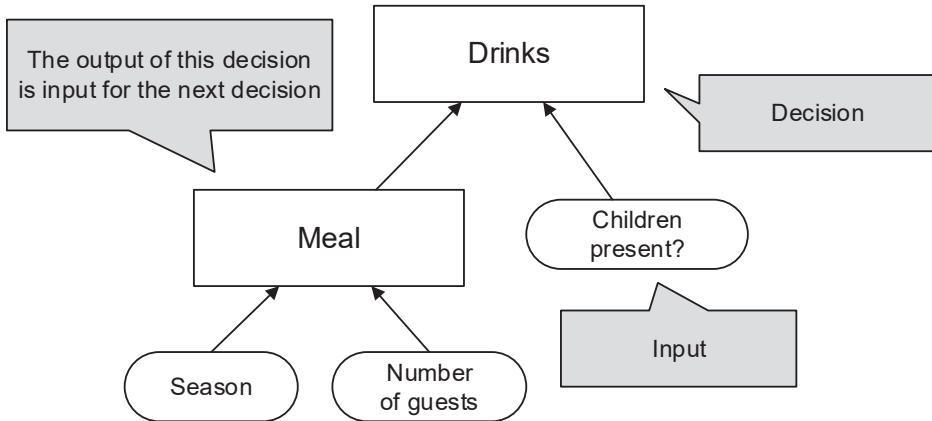 The output of this decision
is input for the next decision
Drinks
Decision
Meal
Children
present?
Season
Number
of guests
Input